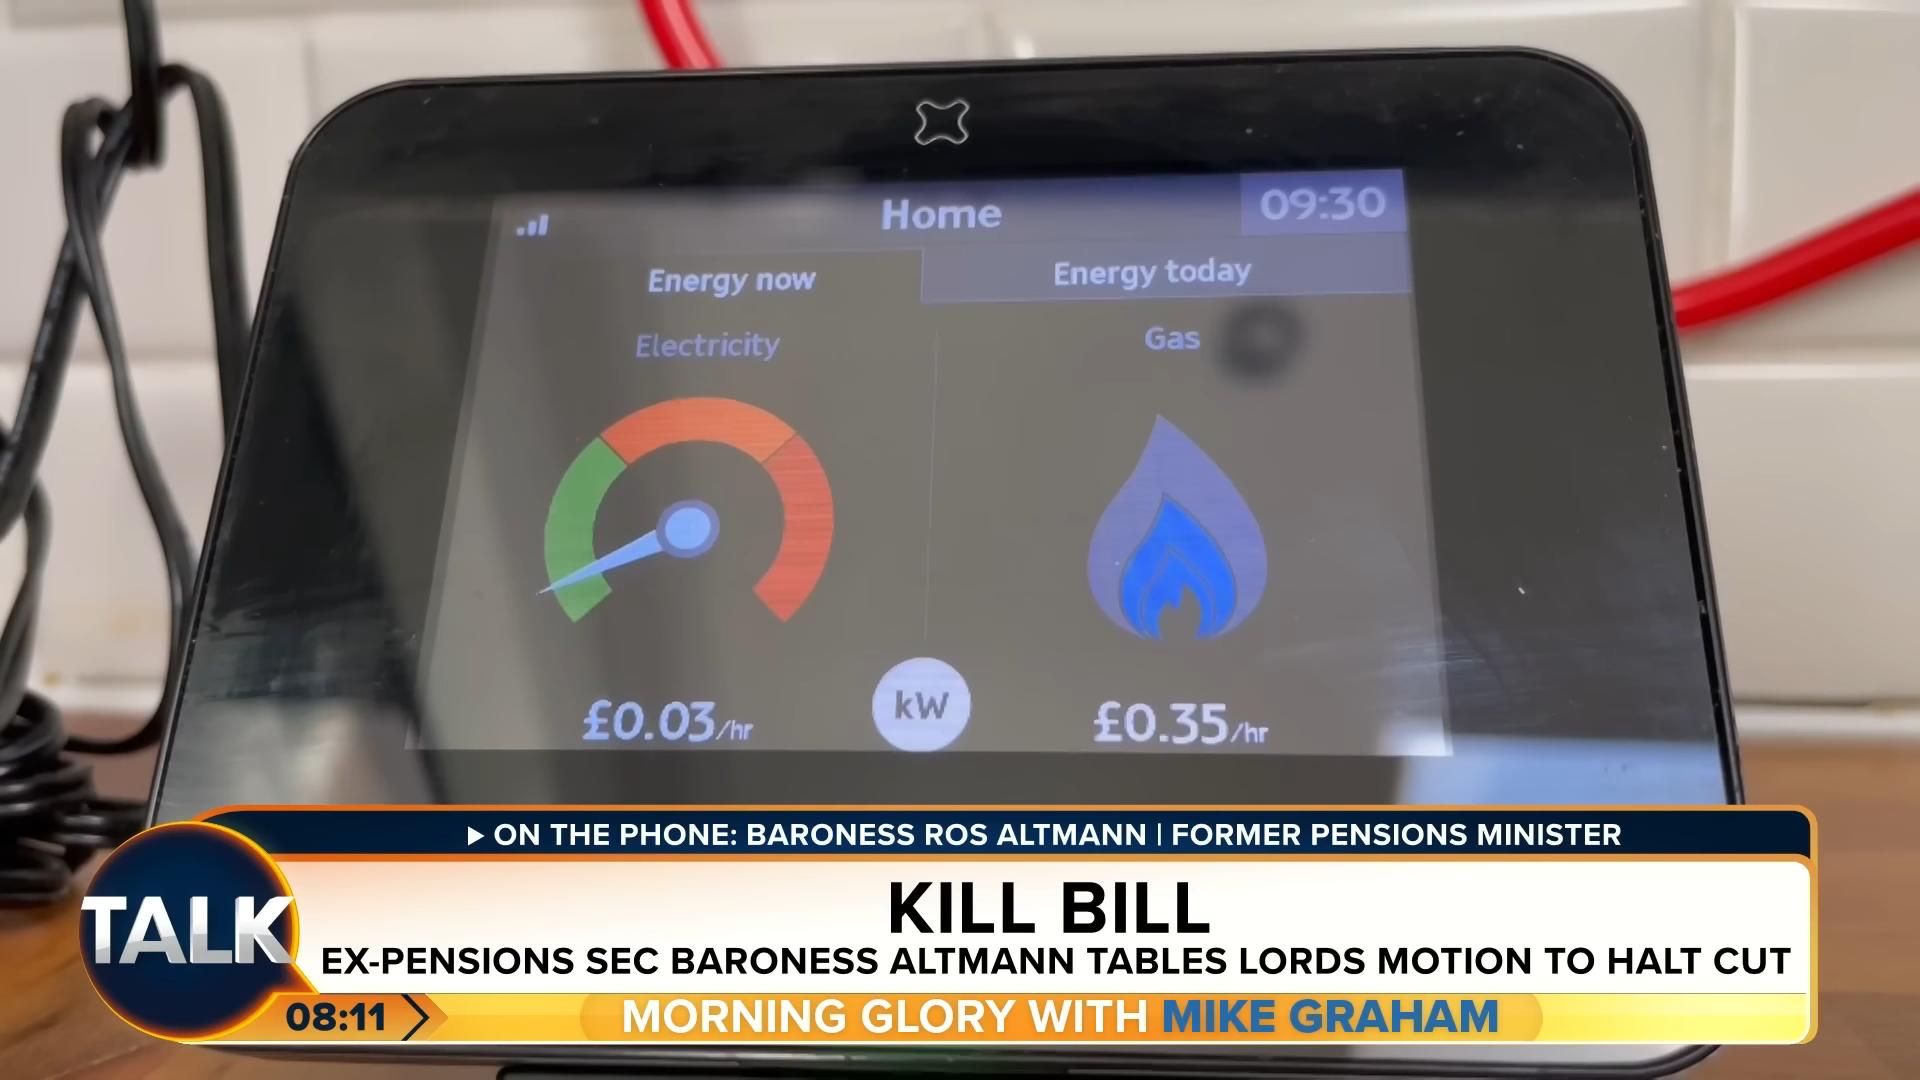 Home
09:30
Energy now
Energy today
Electricity
Gas
£0.03/hr
kW
£0.35/hr
▶ ON THE PHONE: BARONESS ROS ALTMANN | FORMER PENSIONS MINISTER
TALK
KILL BILL
EX-PENSIONS SEC BARONESS ALTMANN TABLES LORDS MOTION TO HALT CUT
08:11
MORNING GLORY WITH MIKE GRAHAM